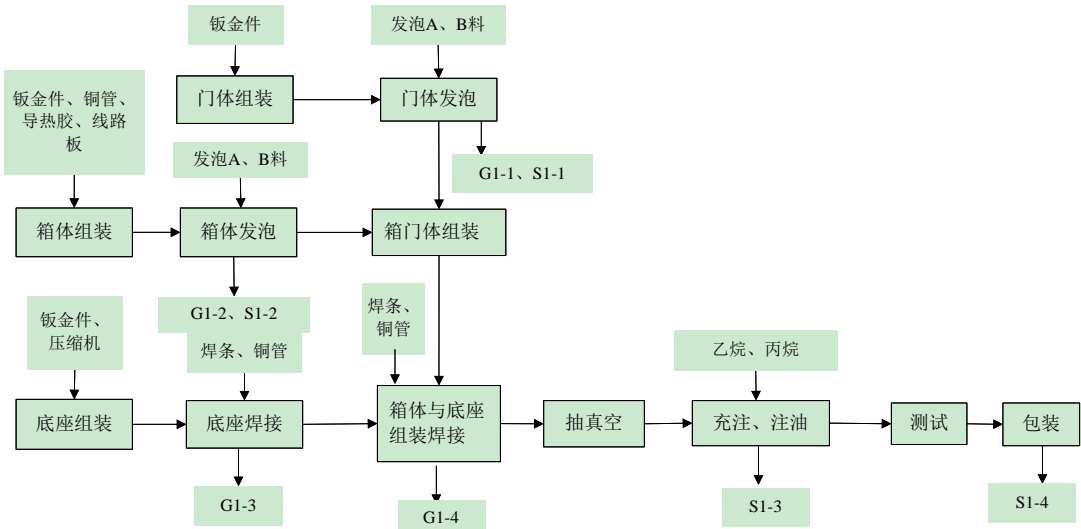 钣金件
发泡A、B料
门体组装
门体发泡
钣金件、铜管、
导热胶、线路
板
发泡A、B料
G1-1、S1-1
箱体组装
箱体发泡
箱门体组装
G1-2、S1-2
钣金件、
压缩机
焊条、铜管
焊条、
铜管
乙烷、丙烷
底座组装
底座焊接
箱体与底座
组装焊接
抽真空
充注、注油
测试
包装
G1-3
G1-4
S1-3
S1-4